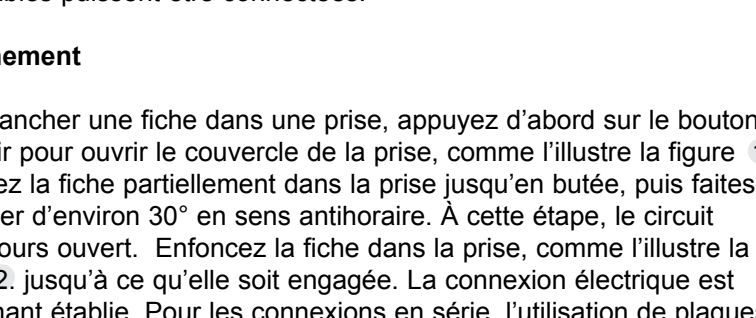 puissent être connectées.
nement
ancher une fiche dans une prise, appuyez d’abord sur le bouton
ir pour ouvrir le couvercle de la prise, comme l’illustre la figure
ez la fiche partiellement dans la prise jusqu’en butée, puis faites
er d’environ 30° en sens antihoraire. À cette étape, le circuit
ours ouvert. Enfoncez la fiche dans la prise, comme l’illustre la
2. jusqu’à ce qu’elle soit engagée. La connexion électrique est
nant établie. Pour les connexions en série, l’utilisation de plaque